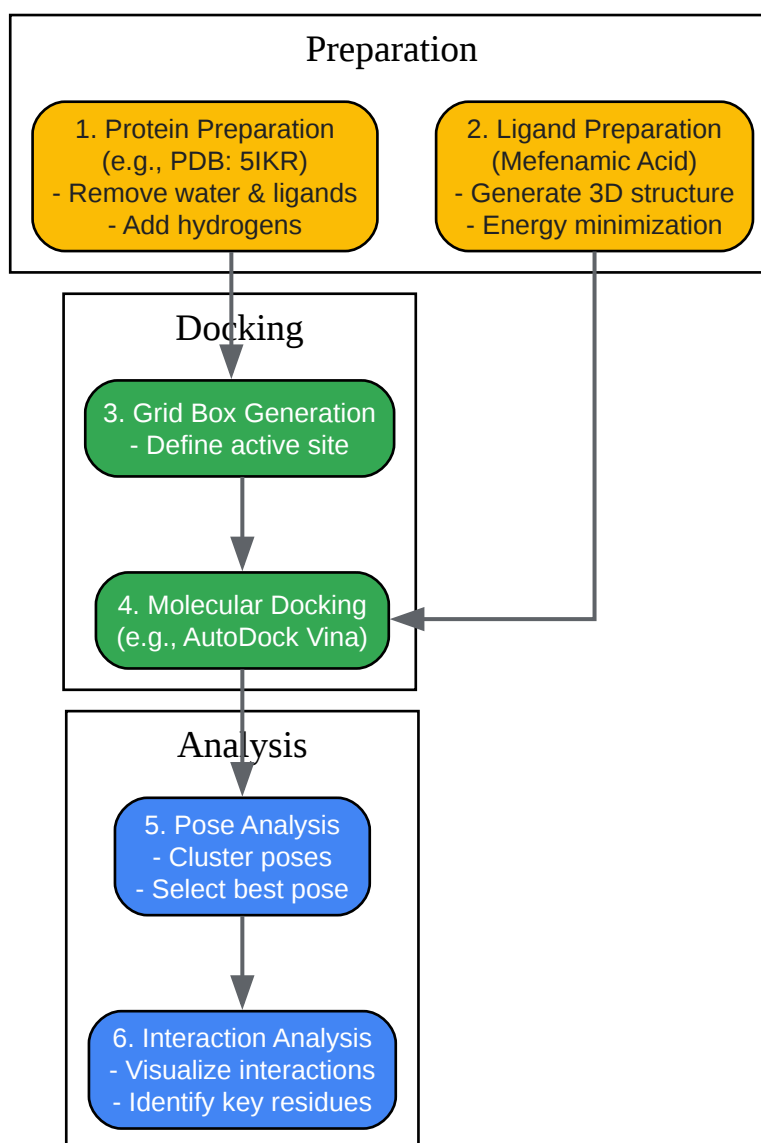 Preparation
1. Protein Preparation
(e.g., PDB: 5IKR)
- Remove water & ligands
- Add hydrogens
2. Ligand Preparation
(Mefenamic Acid)
- Generate 3D structure
- Energy minimization
Docking
3. Grid Box Generation
- Define active site
4. Molecular Docking
(e.g., AutoDock Vina)
Analysis
5. Pose Analysis
- Cluster poses
- Select best pose
6. Interaction Analysis
- Visualize interactions
- Identify key residues